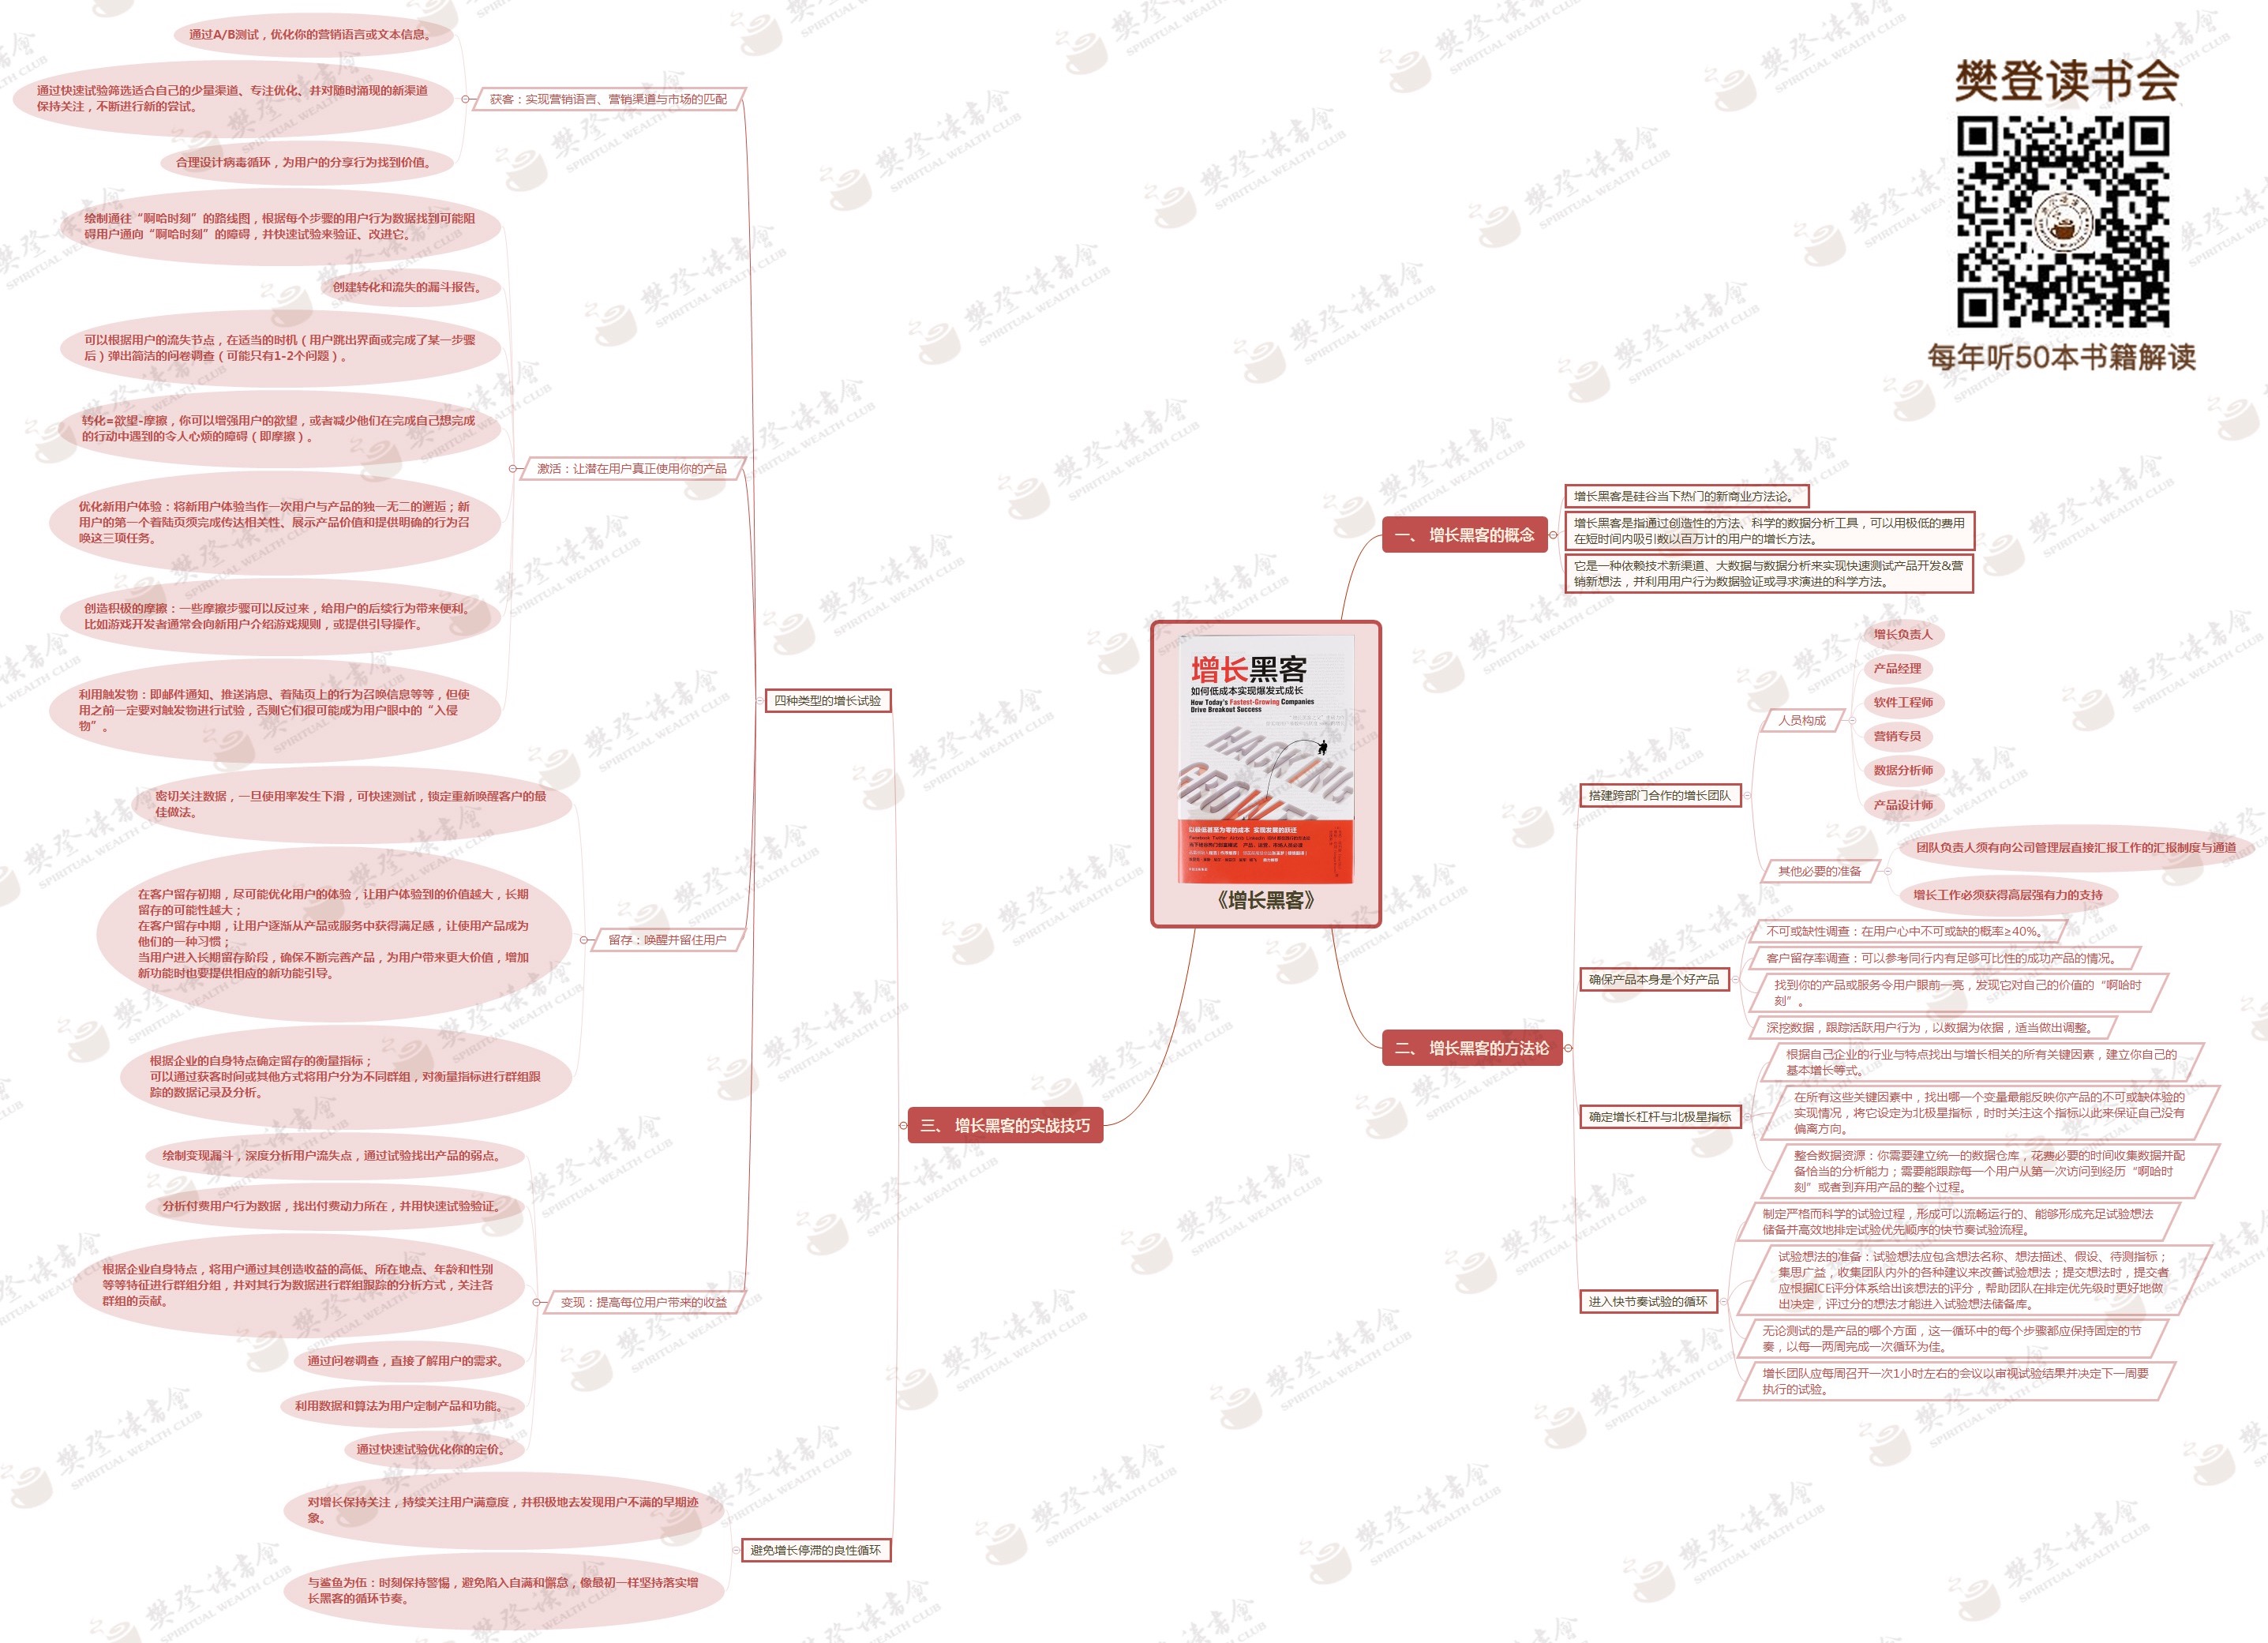 樊登读书会
每年听50本书籍解读
增长黑客
如何低成本实现爆发式成长
How Today's Fastest-Growing Companies
Drive Breakout Success
HACKING
GROWT
以极低甚至为零的成本 实现发展的跃迁
《增长黑客》
一、 增长黑客的概念
增长黑客是硅谷当下热门的新商业方法论。
增长黑客是指通过创造性的方法、科学的数据分析工具，可以用极低的费用
在短时间内吸引数以百万计的用户的增长方法。
它是一种依赖技术新渠道、大数据与数据分析来实现快速测试产品开发&营
销新想法，并利用用户行为数据验证或寻求演进的科学方法。
二、 增长黑客的方法论
搭建跨部门合作的增长团队
人员构成
增长负责人
产品经理
软件工程师
营销专员
数据分析师
产品设计师
其他必要的准备
团队负责人须有向公司管理层直接汇报工作的汇报制度与通道
增长工作必须获得高层强有力的支持
确保产品本身是个好产品
不可或缺性调查：在用户心中不可或缺的概率≥40%。
客户留存率调查：可以参考同行内有足够可比性的成功产品的情况。
找到你的产品或服务令用户眼前一亮，发现它对自己的价值的“啊哈时
刻”。
深挖数据，跟踪活跃用户行为，以数据为依据，适当做出调整。
确定增长杠杆与北极星指标
根据自己企业的行业与特点找出与增长相关的所有关键因素，建立你自己的
基本增长等式。
在所有这些关键因素中，找出哪一个变量最能反映你产品的不可或缺体验的
实现情况，将它设定为北极星指标，时时关注这个指标以此来保证自己没有
偏离方向。
整合数据资源：你需要建立统一的数据仓库，花费必要的时间收集数据并配
备恰当的分析能力；需要能跟踪每一个用户从第一次访问到经历“啊哈时
刻”或者到弃用产品的整个过程。
进入快节奏试验的循环
制定严格而科学的试验过程，形成可以流畅运行的、能够形成充足试验想法
储备并高效地排定试验优先顺序的快节奏试验流程。
试验想法的准备：试验想法应包含想法名称、想法描述、假设、待测指标；
集思广益，收集团队内外的各种建议来改善试验想法；提交想法时，提交者
应根据ICE评分体系给出该想法的评分，帮助团队在排定优先级时更好地做
出决定，评过分的想法才能进入试验想法储备库。
无论测试的是产品的哪个方面，这一循环中的每个步骤都应保持固定的节
奏，以每一两周完成一次循环为佳。
增长团队应每周召开一次1小时左右的会议以审视试验结果并决定下一周要
执行的试验。
三、 增长黑客的实战技巧
四种类型的增长试验
获客：实现营销语言、营销渠道与市场的匹配
通过A/B测试，优化你的营销语言或文本信息。
通过快速试验筛选适合自己的少量渠道、专注优化、并对随时涌现的新渠道
保持关注，不断进行新的尝试。
合理设计病毒循环，为用户的分享行为找到价值。
激活：让潜在用户真正使用你的产品
绘制通往“啊哈时刻”的路线图，根据每个步骤的用户行为数据找到可能阻
碍用户通向“啊哈时刻”的障碍，并快速试验来验证、改进它。
创建转化和流失的漏斗报告。
可以根据用户的流失节点，在适当的时机（用户跳出界面或完成了某一步骤
后）弹出简洁的问卷调查（可能只有1-2个问题）。
转化=欲望-摩擦，你可以增强用户的欲望，或者减少他们在完成自己想完成
的行动中遇到的令人心烦的障碍（即摩擦）。
优化新用户体验：将新用户体验当作一次用户与产品的独一无二的邂逅；新
用户的第一个着陆页须完成传达相关性、展示产品价值和提供明确的行为召
唤这三项任务。
创造积极的摩擦：一些摩擦步骤可以反过来，给用户的后续行为带来便利。
比如游戏开发者通常会向新用户介绍游戏规则，或提供引导操作。
利用触发物：即邮件通知、推送消息、着陆页上的行为召唤信息等等，但使
用之前一定要对触发物进行试验，否则它们很可能成为用户眼中的“入侵
物”。
留存：唤醒并留住用户
密切关注数据，一旦使用率发生下滑，可快速测试，锁定重新唤醒客户的最
佳做法。
在客户留存初期，尽可能优化用户的体验，让用户体验到的价值越大，长期
留存的可能性越大；
在客户留存中期，让用户逐渐从产品或服务中获得满足感，让使用产品成为
他们的一种习惯；
当用户进入长期留存阶段，确保不断完善产品，为用户带来更大价值，增加
新功能时也要提供相应的新功能引导。
根据企业的自身特点确定留存的衡量指标；
可以通过获客时间或其他方式将用户分为不同群组，对衡量指标进行群组跟
踪的数据记录及分析。
变现：提高每位用户带来的收益
绘制变现漏斗，深度分析用户流失点，通过试验找出产品的弱点。
分析付费用户行为数据，找出付费动力所在，并用快速试验验证。
根据企业自身特点，将用户通过其创造收益的高低、所在地点、年龄和性别
等等特征进行群组分组，并对其行为数据进行群组跟踪的分析方式，关注各
群组的贡献。
通过问卷调查，直接了解用户的需求。
利用数据和算法为用户定制产品和功能。
通过快速试验优化你的定价。
避免增长停滞的良性循环
对增长保持关注，持续关注用户满意度，并积极地去发现用户不满的早期迹
象。
与鲨鱼为伍：时刻保持警惕，避免陷入自满和懈怠，像最初一样坚持落实增
长黑客的循环节奏。
樊登读书会
SPIRITUAL WEALTH CLUB